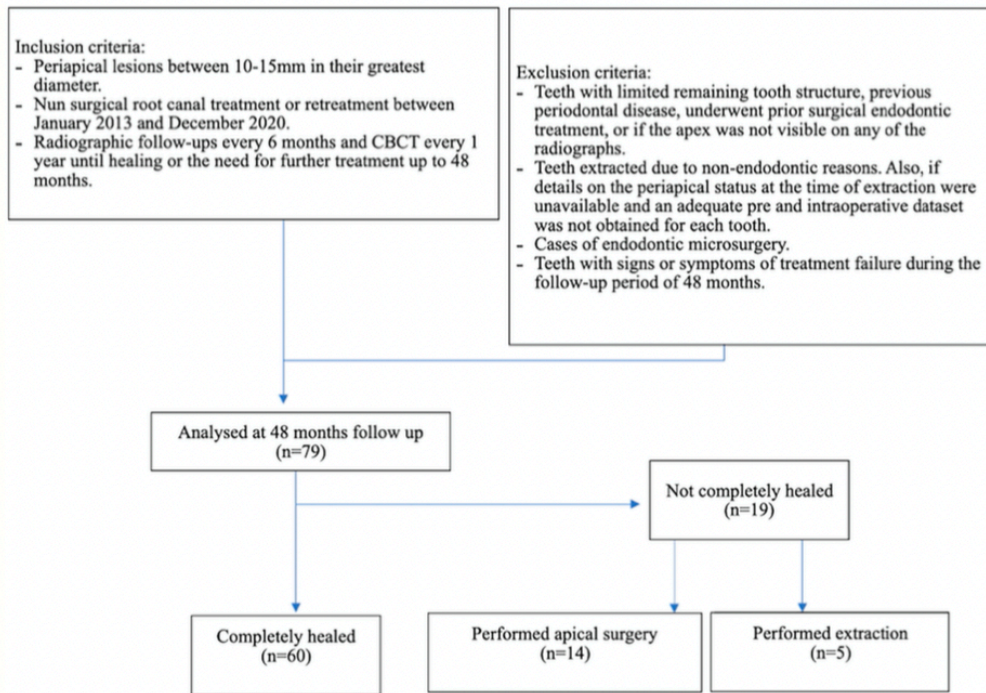 Inclusion criteria:
- Periapical lesions between 10-15mm in their greatest
diameter.
- Nun surgical root canal treatment or retreatment between
January 2013 and December 2020.
- Radiographic follow-ups every 6 months and CBCT every 1
year until healing or the need for further treatment up to 48
months.
Exclusion criteria:
- Teeth with limited remaining tooth structure, previous
periodontal disease, underwent prior surgical endodontic
treatment, or if the apex was not visible on any of the
radiographs.
- Teeth extracted due to non-endodontic reasons. Also, if
details on the periapical status at the time of extraction were
unavailable and an adequate pre and intraoperative dataset
was not obtained for each tooth.
- Cases of endodontic microsurgery.
- Teeth with signs or symptoms of treatment failure during the
follow-up period of 48 months.
Analysed at 48 months follow up
(n=79)
Not completely healed
(n=19)
Completely healed
(n=60)
Performed apical surgery
(n=14)
Performed extraction
(n=5)